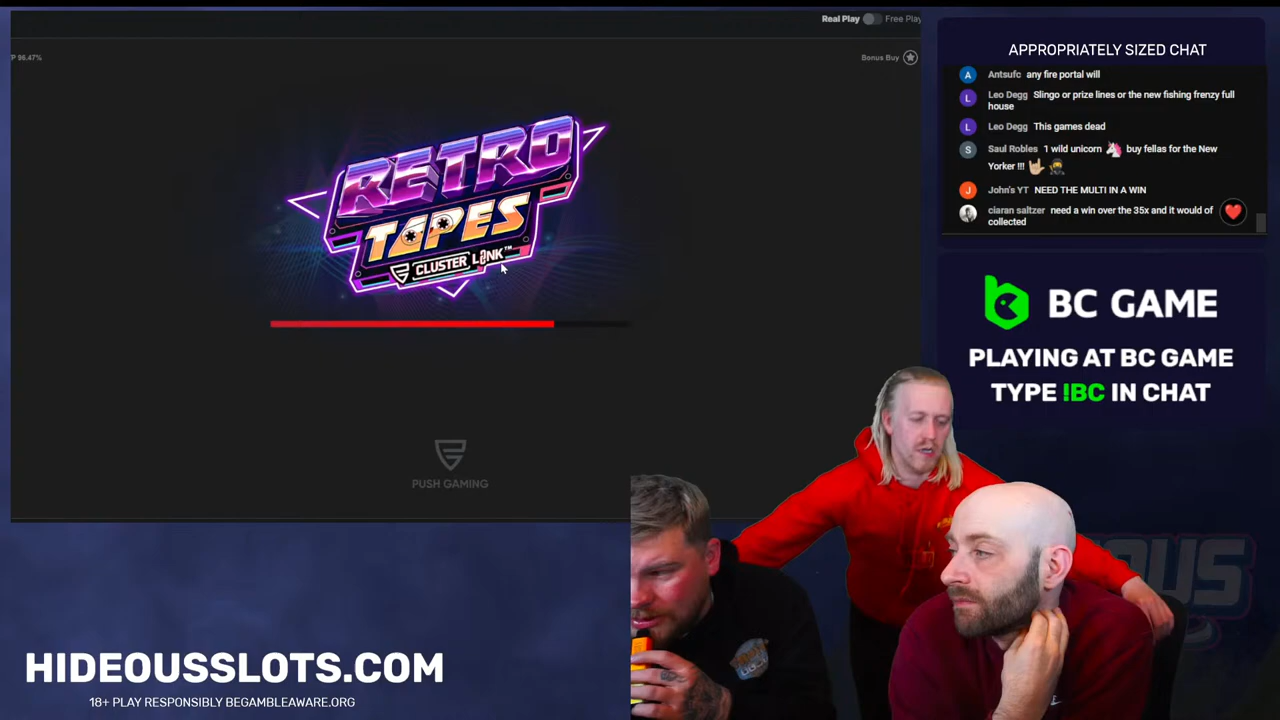 Real Play Free Play
P 96.47%
Bonus Buy
RETRO
TAPES
CLUSTER LINK™
PUSH GAMING
APPROPRIATELY SIZED CHAT
A Antsufc any fire portal will
L Leo Degg Slingo or prize lines or the new fishing frenzy full
house
L Leo Degg This games dead
S Saul Robles 1 wild unicorn 🦄 buy fellas for the New
Yorker !!! 🤘🏼 🥷
J John's YT NEED THE MULTI IN A WIN
ciaran saltzer need a win over the 35x and it would of
collected
BC GAME
PLAYING AT BC GAME
TYPE !BC IN CHAT
HIDEOUSSLOTS.COM
18+ PLAY RESPONSIBLY BEGAMBLEAWARE.ORG